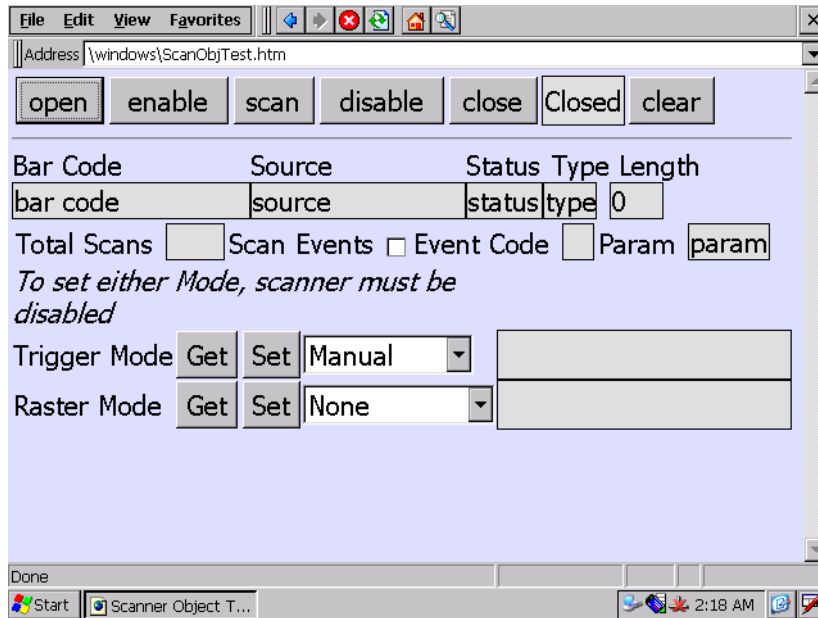 File Edit View Favorites
Address \windows\ScanObjTest.htm
open enable scan disable close Closed clear
Bar Code Source Status Type Length
bar code source status type 0
Total Scans Scan Events Event Code Param param
To set either Mode, scanner must be
disabled
Trigger Mode Get Set Manual
Raster Mode Get Set None
Done
Start Scanner Object T... 2:18 AM